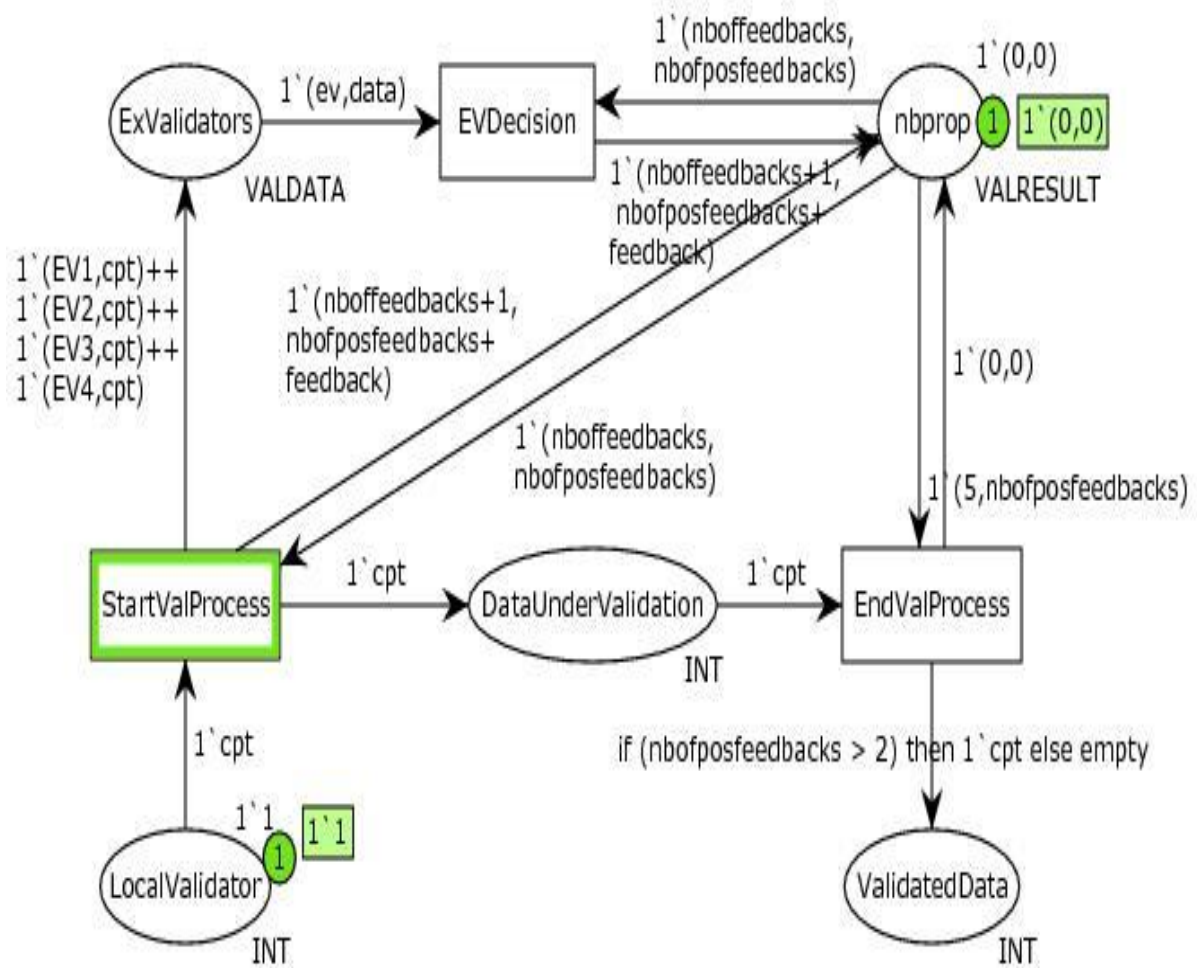 1`(nboffeedbacks,
nbofposfeedbacks)
1`(0,0)
ExValidators
1`(ev,data)
EVDecision
nbprop
1
1`(0,0)
VALDATA
VALRESULT
1`(nboffeedbacks+1,
nbofposfeedbacks+
feedback)
1`(EV1,cpt)++
1`(EV2,cpt)++
1`(EV3,cpt)++
1`(EV4,cpt)
1`(nboffeedbacks+1,
nbofposfeedbacks+
feedback)
1`(0,0)
1`(nboffeedbacks,
nbofposfeedbacks)
1`(5,nbofposfeedbacks)
StartValProcess
1`cpt
DataUnderValidation
1`cpt
EndValProcess
INT
1`cpt
if (nbofposfeedbacks > 2) then 1`cpt else empty
1`1
1
1`1
LocalValidator
INT
ValidatedData
INT